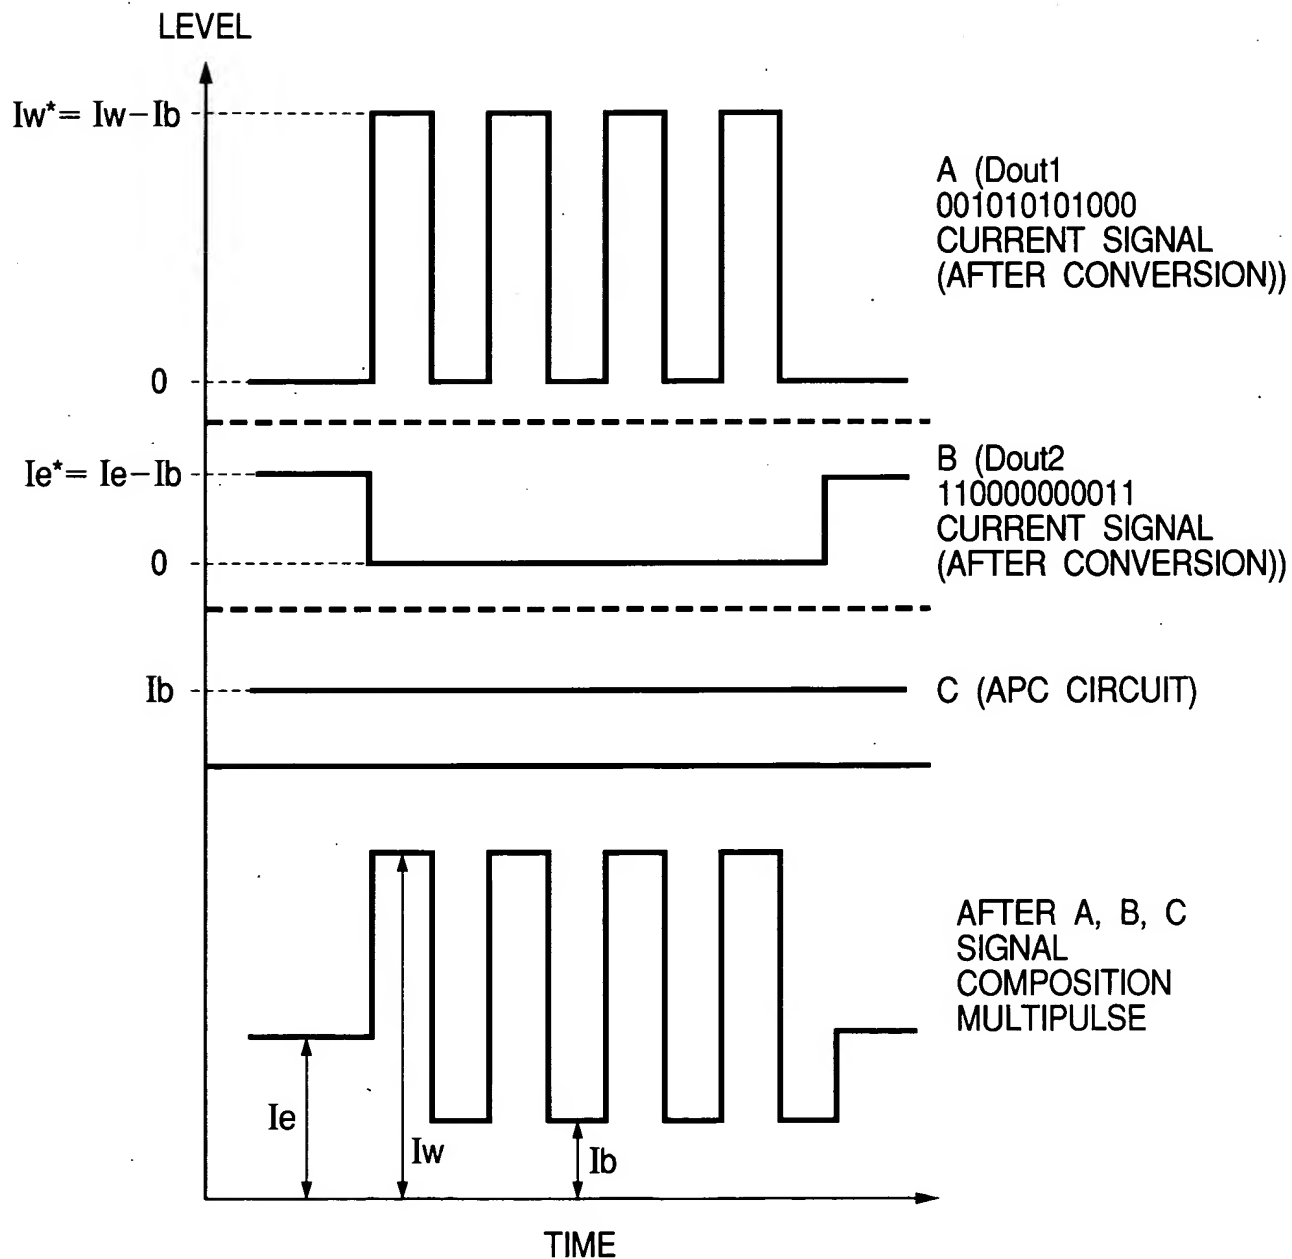 LEVEL
Iw*= Iw-Ib
A (Dout1
001010101000
CURRENT SIGNAL
(AFTER CONVERSION))
0
Ie*= Ie-Ib
B (Dout2
110000000011
CURRENT SIGNAL
(AFTER CONVERSION))
0
Ib
C (APC CIRCUIT)
AFTER A, B, C
SIGNAL
COMPOSITION
MULTIPULSE
Ie
Iw
Ib
TIME